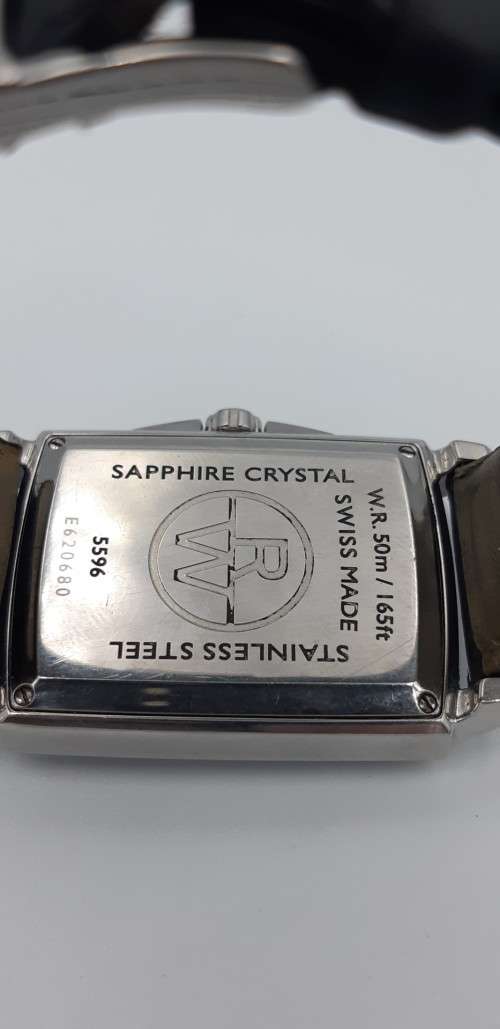 SAPPHIRE CRYSTAL
W.R. 50m / 165ft
SWISS MADE
RW
STAINLESS STEEL
5596
E620680